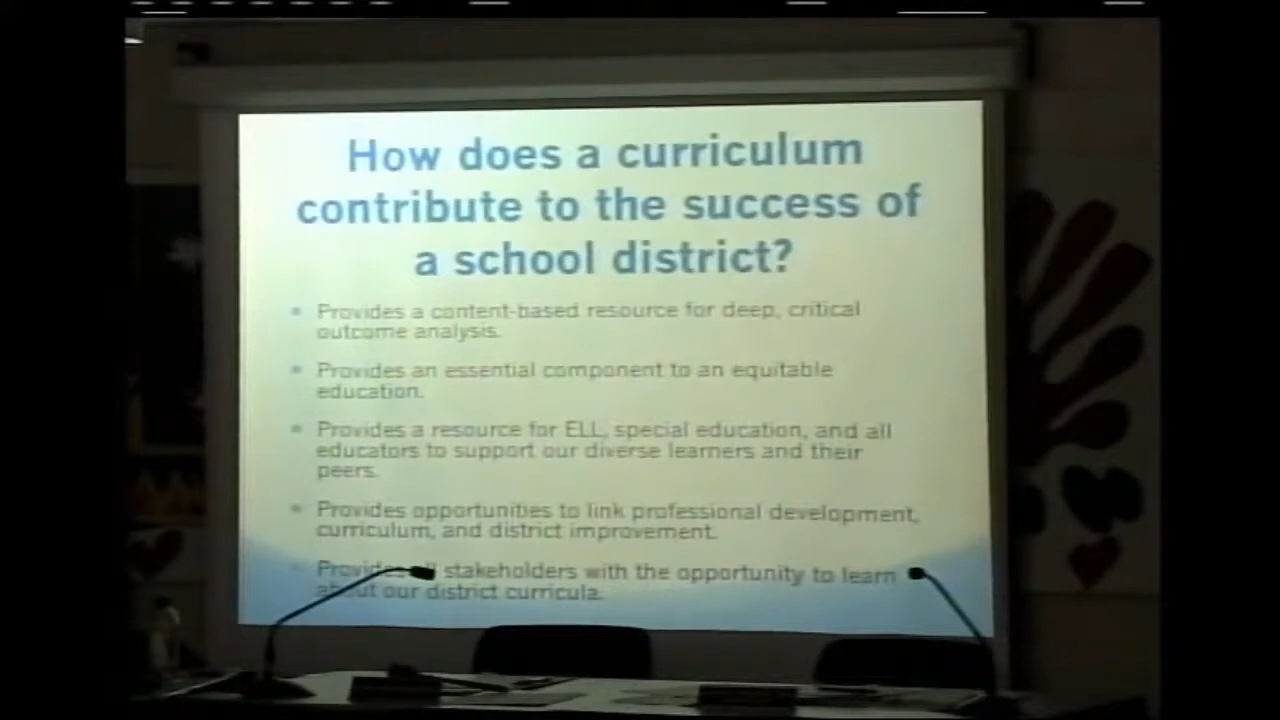 How does a curriculum
contribute to the success of
a school district?
Provides a content-based resource for deep, critical
outcome analysis.
Provides an essential component to an equitable
education.
Provides a resource for ELL, special education, and all
educators to support our diverse learners and their
peers.
Provides opportunities to link professional development,
curriculum, and district improvement.
Provides all stakeholders with the opportunity to learn
about our district curricula.